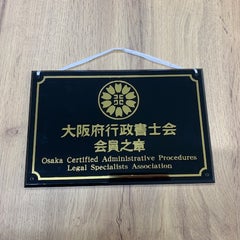 大阪府行政書士会
会員之章
Osaka Certified Administrative Procedures
Legal Specialists Association